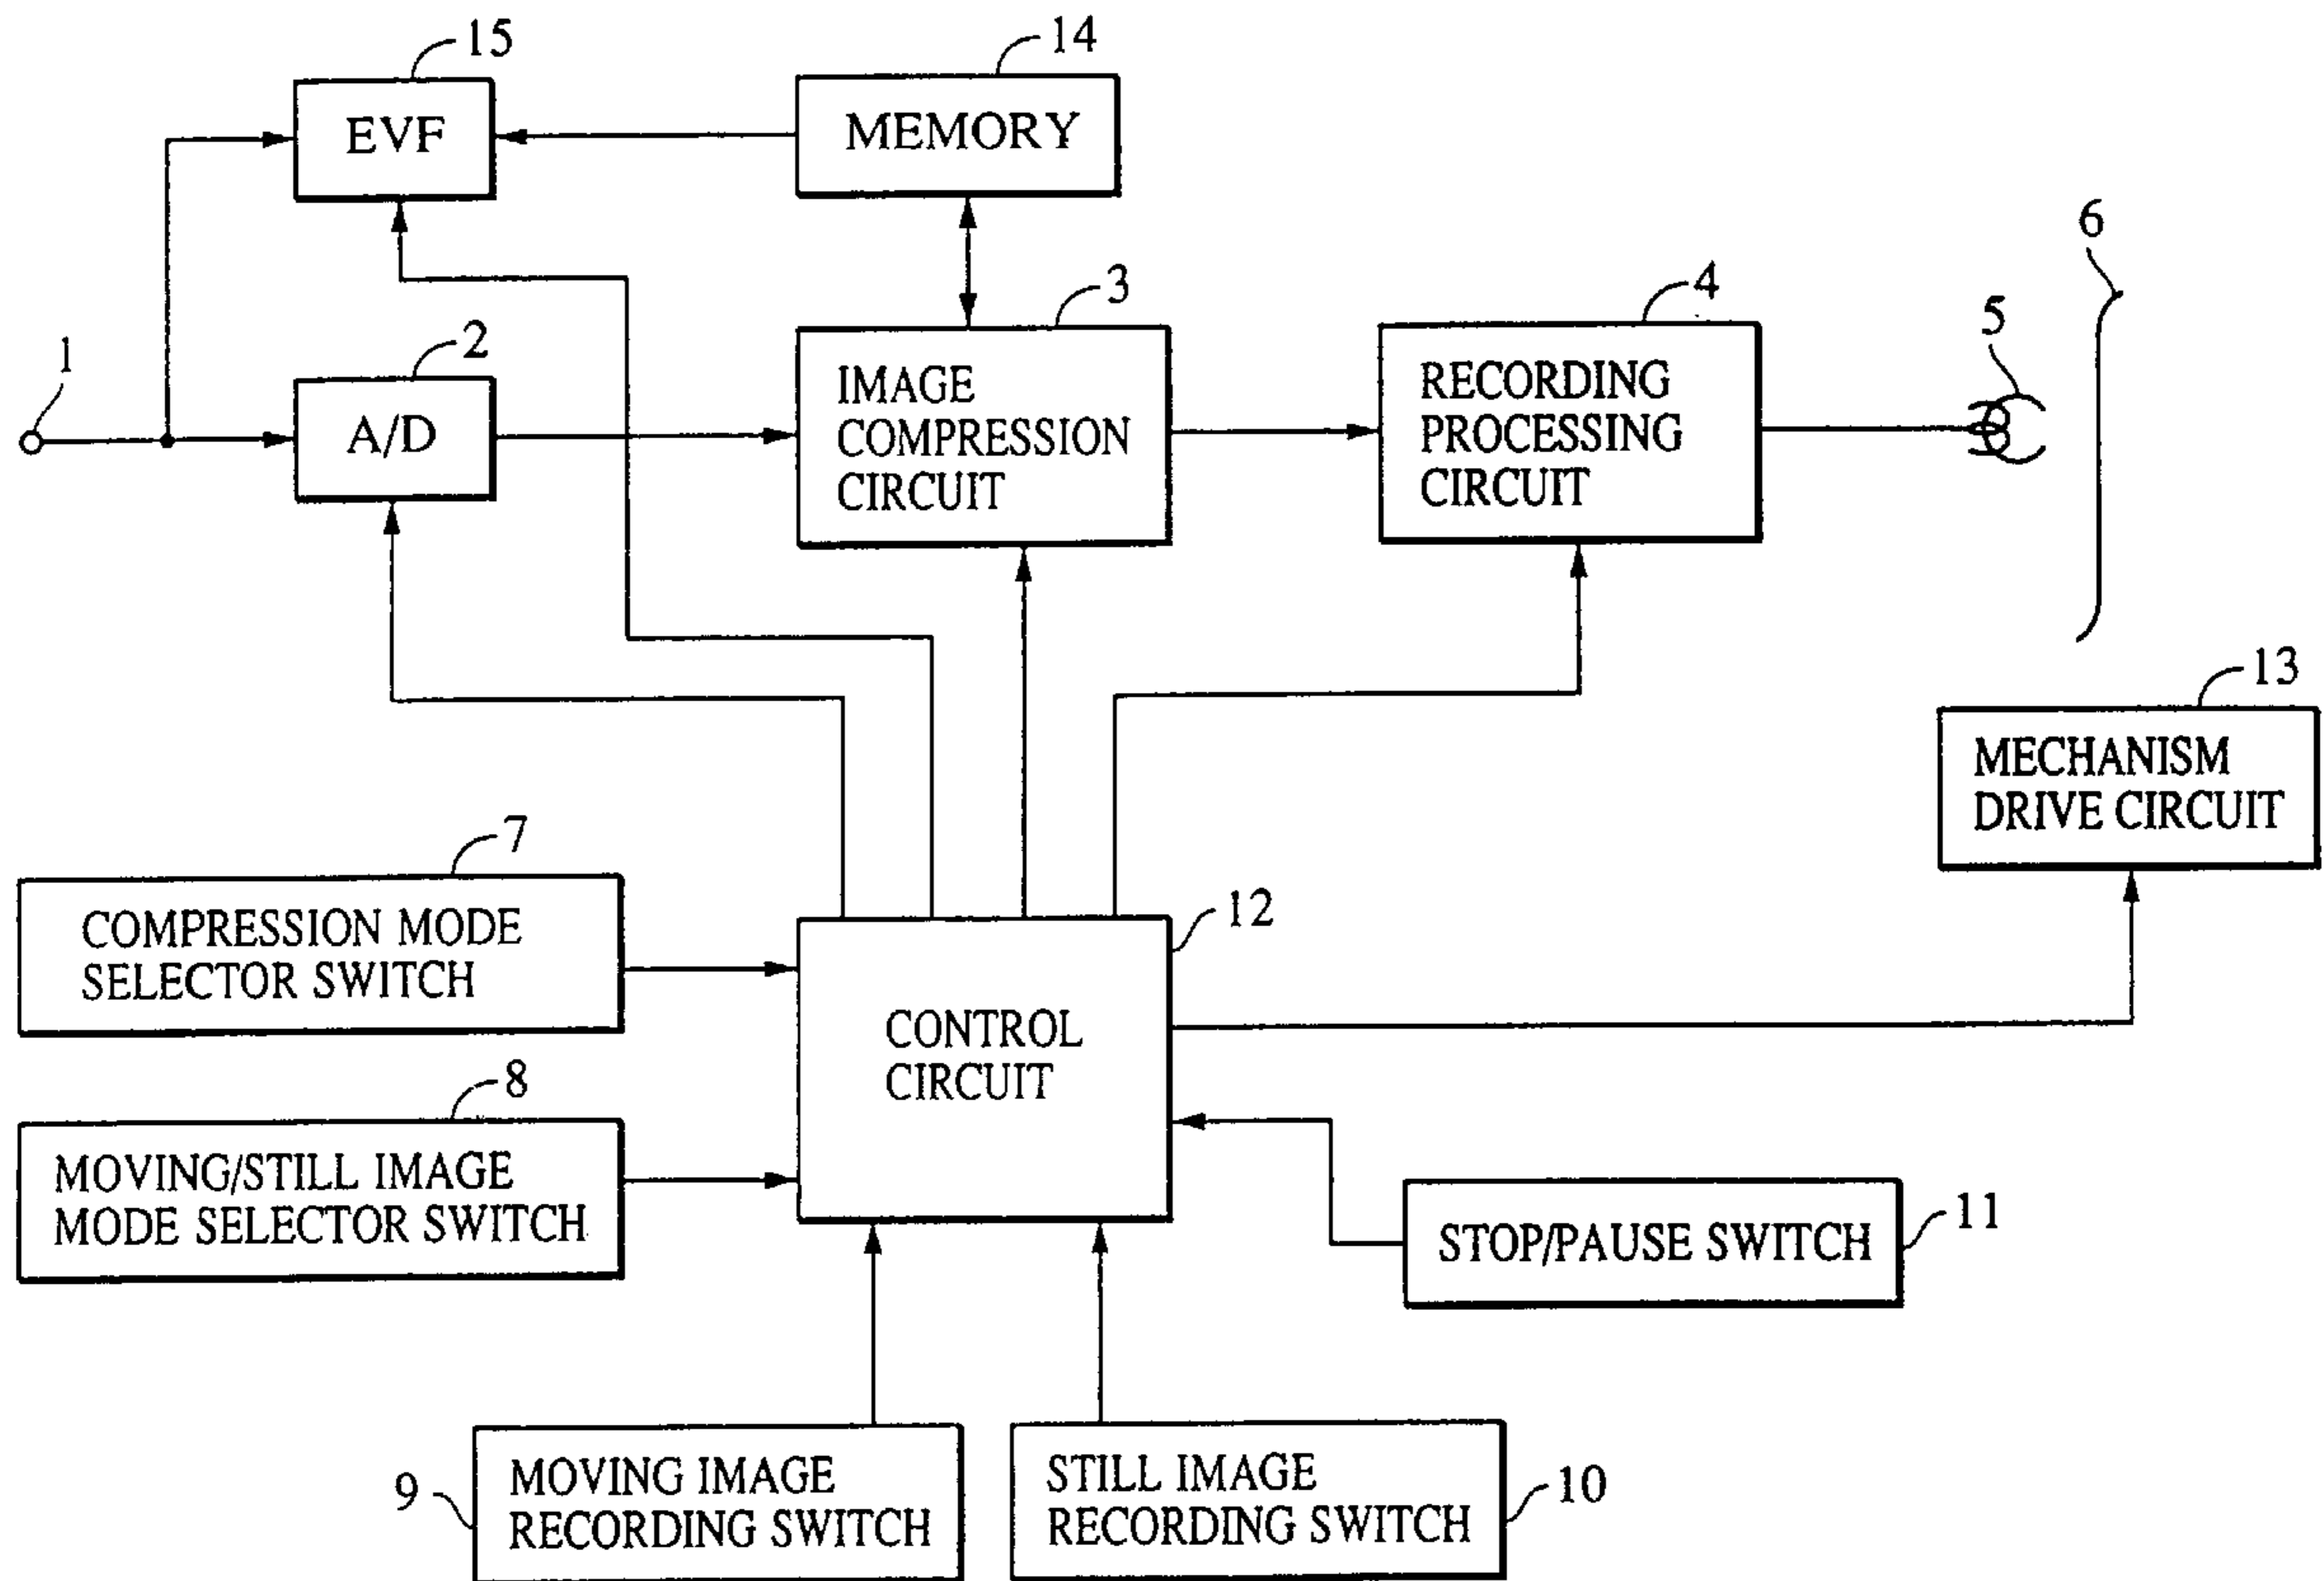 15
EVF
14
MEMORY
6
1
2
A/D
3
IMAGE
COMPRESSION
CIRCUIT
4
RECORDING
PROCESSING
CIRCUIT
5
13
MECHANISM
DRIVE CIRCUIT
7
COMPRESSION MODE
SELECTOR SWITCH
12
CONTROL
CIRCUIT
8
MOVING/STILL IMAGE
MODE SELECTOR SWITCH
STOP/PAUSE SWITCH
11
9
MOVING IMAGE
RECORDING SWITCH
STILL IMAGE
RECORDING SWITCH
10